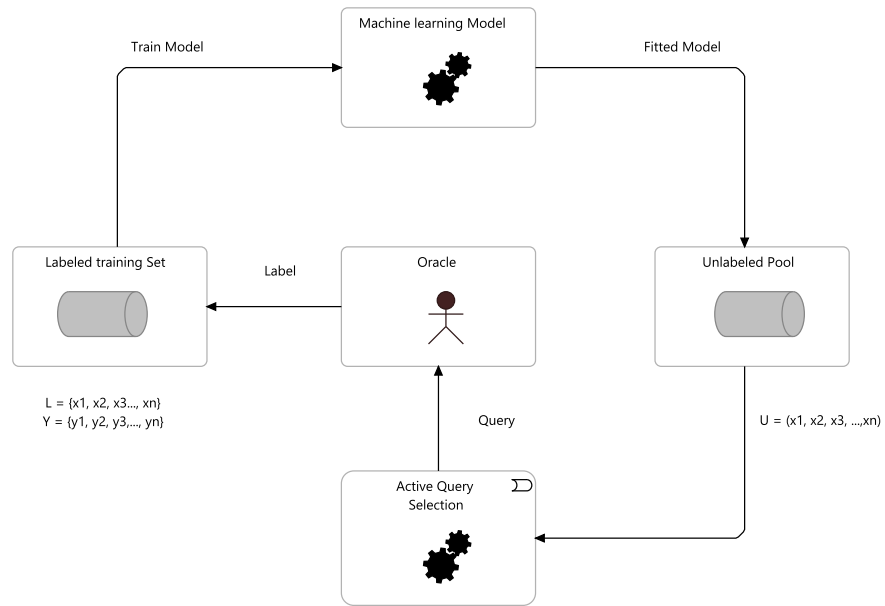 Machine learning Model
Train Model
Fitted Model
Labeled training Set
Label
Oracle
Unlabeled Pool
L = {x1, x2, x3..., xn}
Y = {y1, y2, y3,..., yn}
Query
U = (x1, x2, x3, ...,xn)
Active Query
Selection